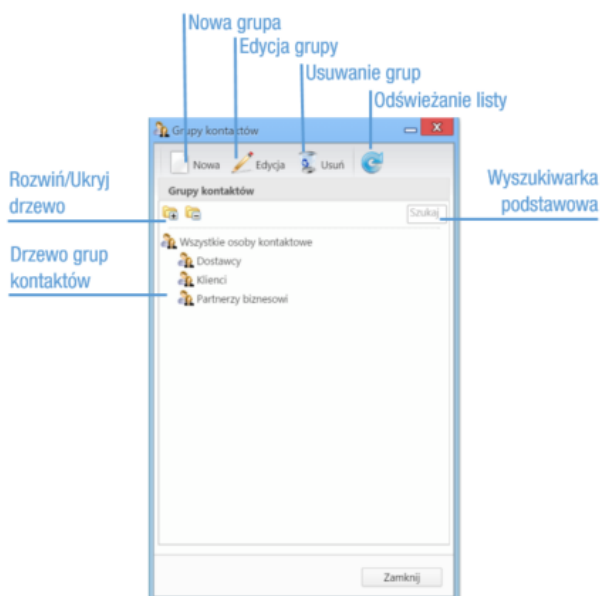 Nowa grupa
Edycja grupy
Usuwanie grup
Odświeżanie listy
Grupy kontaktów
Nowa Edycja Usuń
Rozwiń/Ukryj
drzewo
Grupy kontaktów
Szukaj
Wyszukiwarka
podstawowa
Wszystkie osoby kontaktowe
Drzewo grup
kontaktów
Dostawcy
Klienci
Partnerzy biznesowi
Zamknij